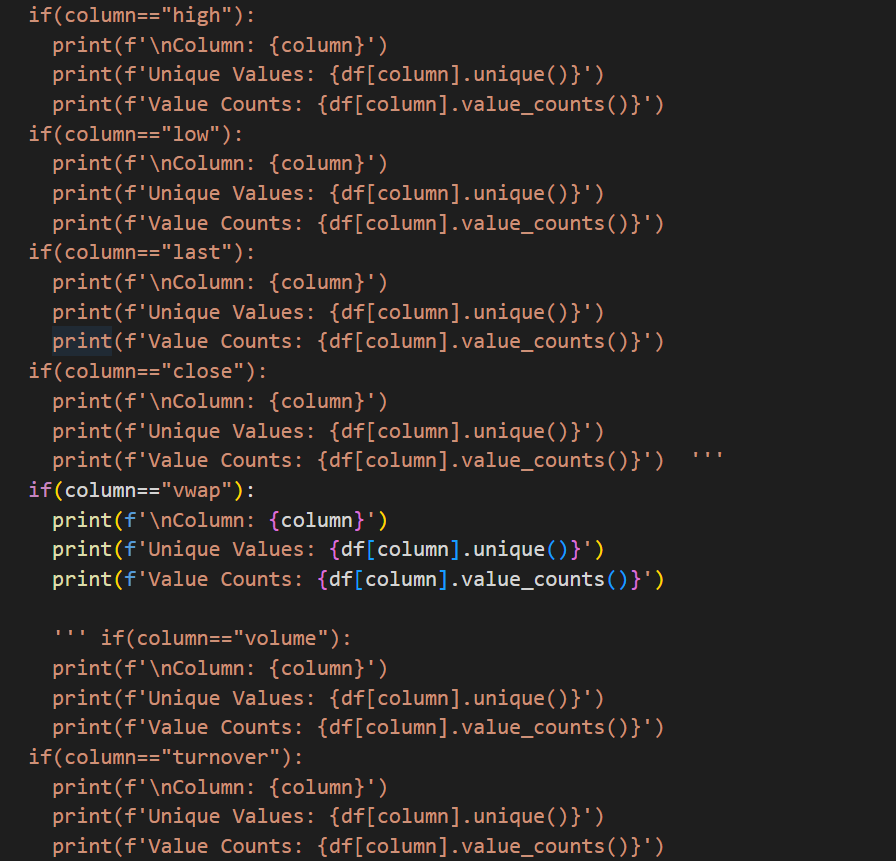 if(column=="high"):
  print(f'\nColumn: {column}')
  print(f'Unique Values: {df[column].unique()}')
  print(f'Value Counts: {df[column].value_counts()}')
if(column=="low"):
  print(f'\nColumn: {column}')
  print(f'Unique Values: {df[column].unique()}')
  print(f'Value Counts: {df[column].value_counts()}')
if(column=="last"):
  print(f'\nColumn: {column}')
  print(f'Unique Values: {df[column].unique()}')
  print(f'Value Counts: {df[column].value_counts()}')
if(column=="close"):
  print(f'\nColumn: {column}')
  print(f'Unique Values: {df[column].unique()}')
  print(f'Value Counts: {df[column].value_counts()}')  '''
if(column=="vwap"):
  print(f'\nColumn: {column}')
  print(f'Unique Values: {df[column].unique()}')
  print(f'Value Counts: {df[column].value_counts()}')

  ''' if(column=="volume"):
  print(f'\nColumn: {column}')
  print(f'Unique Values: {df[column].unique()}')
  print(f'Value Counts: {df[column].value_counts()}')
if(column=="turnover"):
  print(f'\nColumn: {column}')
  print(f'Unique Values: {df[column].unique()}')
  print(f'Value Counts: {df[column].value_counts()}')